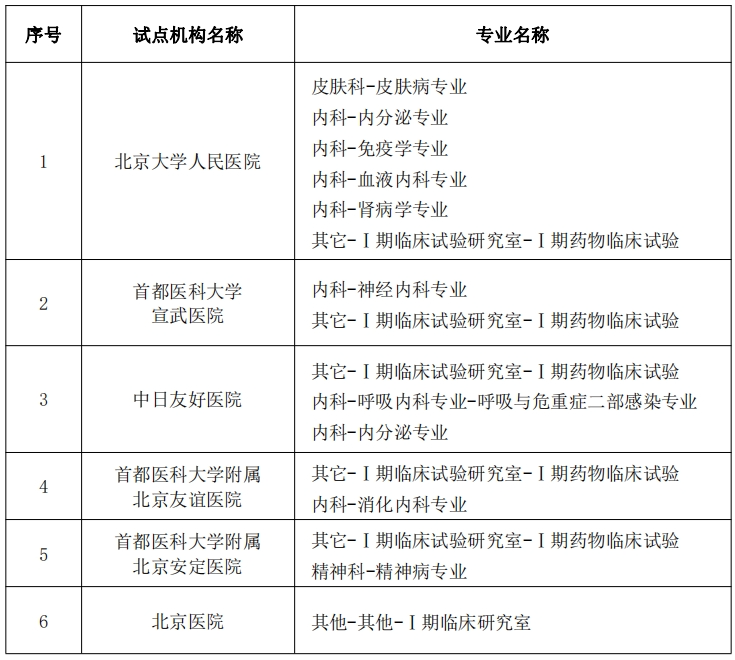 序号 试点机构名称 专业名称
1 北京大学人民医院
皮肤科-皮肤病专业
内科-内分泌专业
内科-免疫学专业
内科-血液内科专业
内科-肾病学专业
其它-Ⅰ期临床试验研究室-Ⅰ期药物临床试验
2 首都医科大学
宣武医院
内科-神经内科专业
其它-Ⅰ期临床试验研究室-Ⅰ期药物临床试验
3 中日友好医院
其它-Ⅰ期临床试验研究室-Ⅰ期药物临床试验
内科-呼吸内科专业-呼吸与危重症二部感染专业
内科-内分泌专业
4 首都医科大学附属
北京友谊医院
其它-Ⅰ期临床试验研究室-Ⅰ期药物临床试验
内科-消化内科专业
5 首都医科大学附属
北京安定医院
其它-Ⅰ期临床试验研究室-Ⅰ期药物临床试验
精神科-精神病专业
6 北京医院 其他-其他-Ⅰ期临床研究室